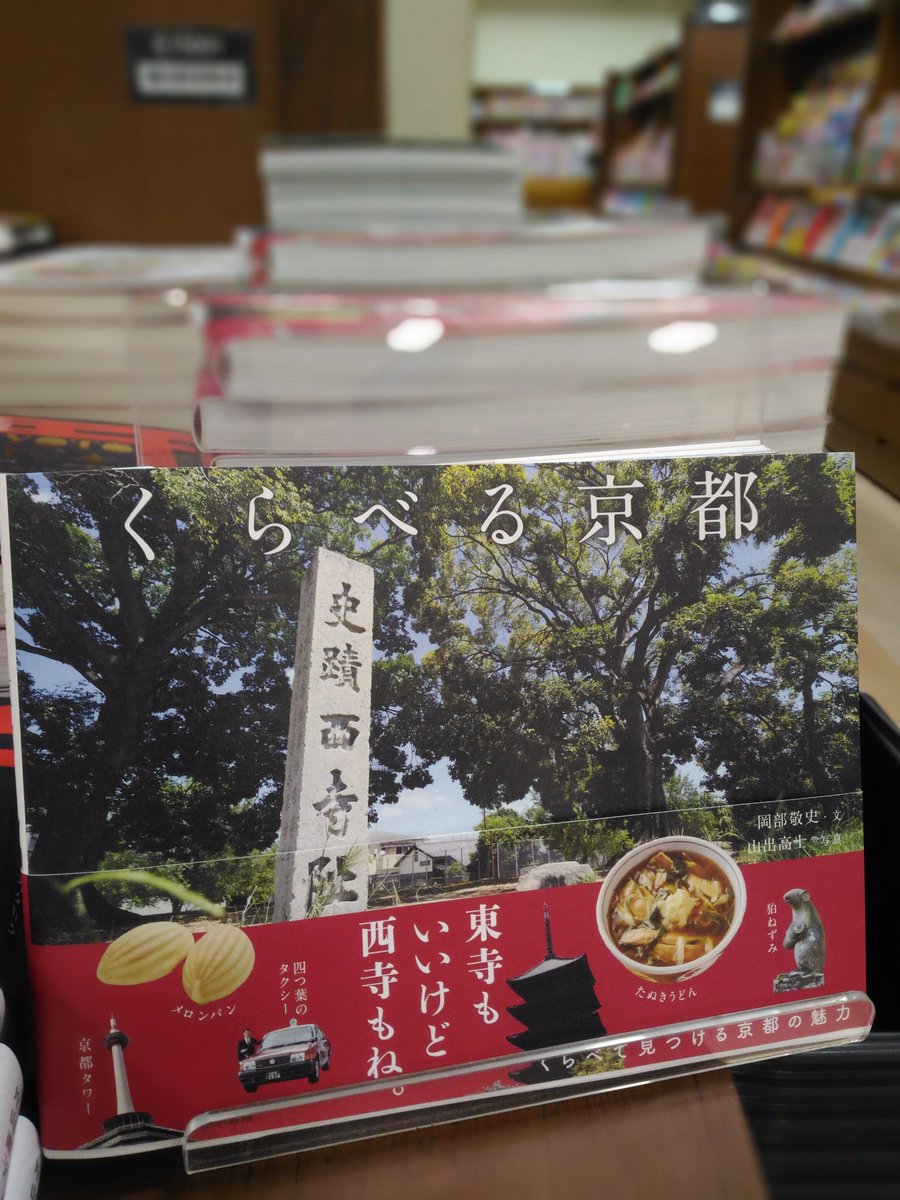 くらべる京都
史蹟西寺阯
岡部敬史・文
山出高士・写真
東寺も
いいけど
西寺もね。
メロンパン
四つ葉の
タクシー
京都タワー
たぬきうどん
狛ねずみ
くらべて見つける京都の魅力